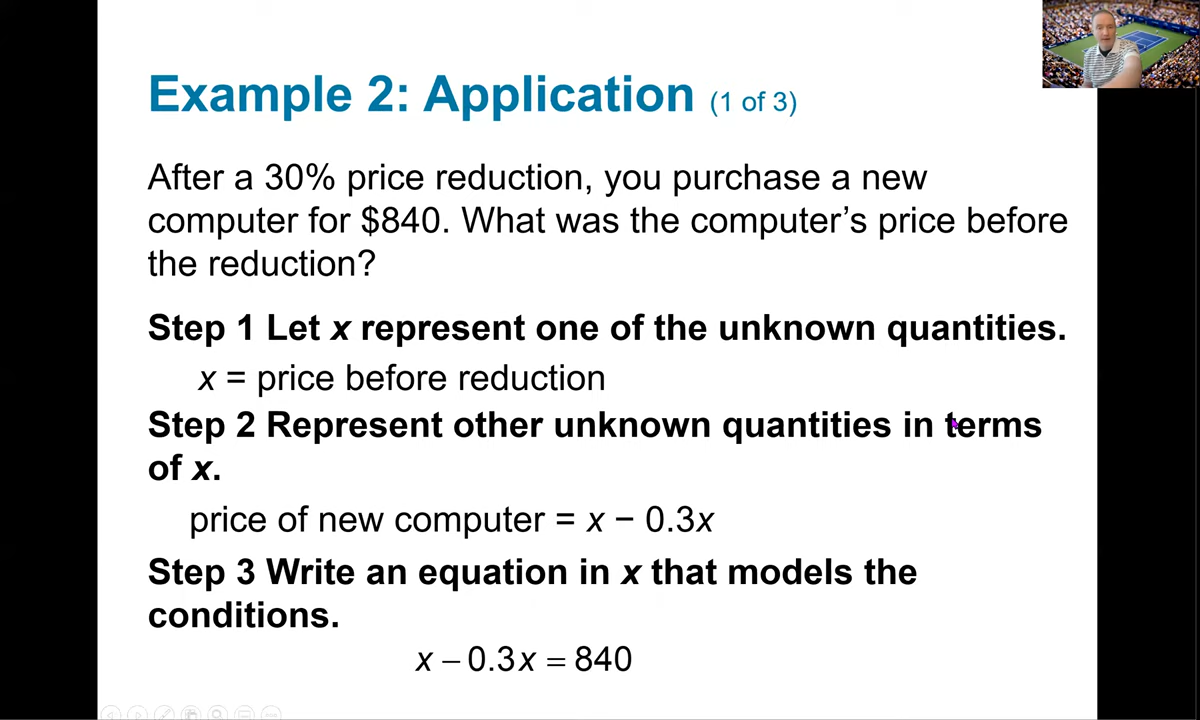 Example 2: Application (1 of 3)
After a 30% price reduction, you purchase a new
computer for $840. What was the computer’s price before
the reduction?
Step 1 Let x represent one of the unknown quantities.
x = price before reduction
Step 2 Represent other unknown quantities in terms
of x.
price of new computer = x − 0.3x
Step 3 Write an equation in x that models the
conditions.
x − 0.3x = 840